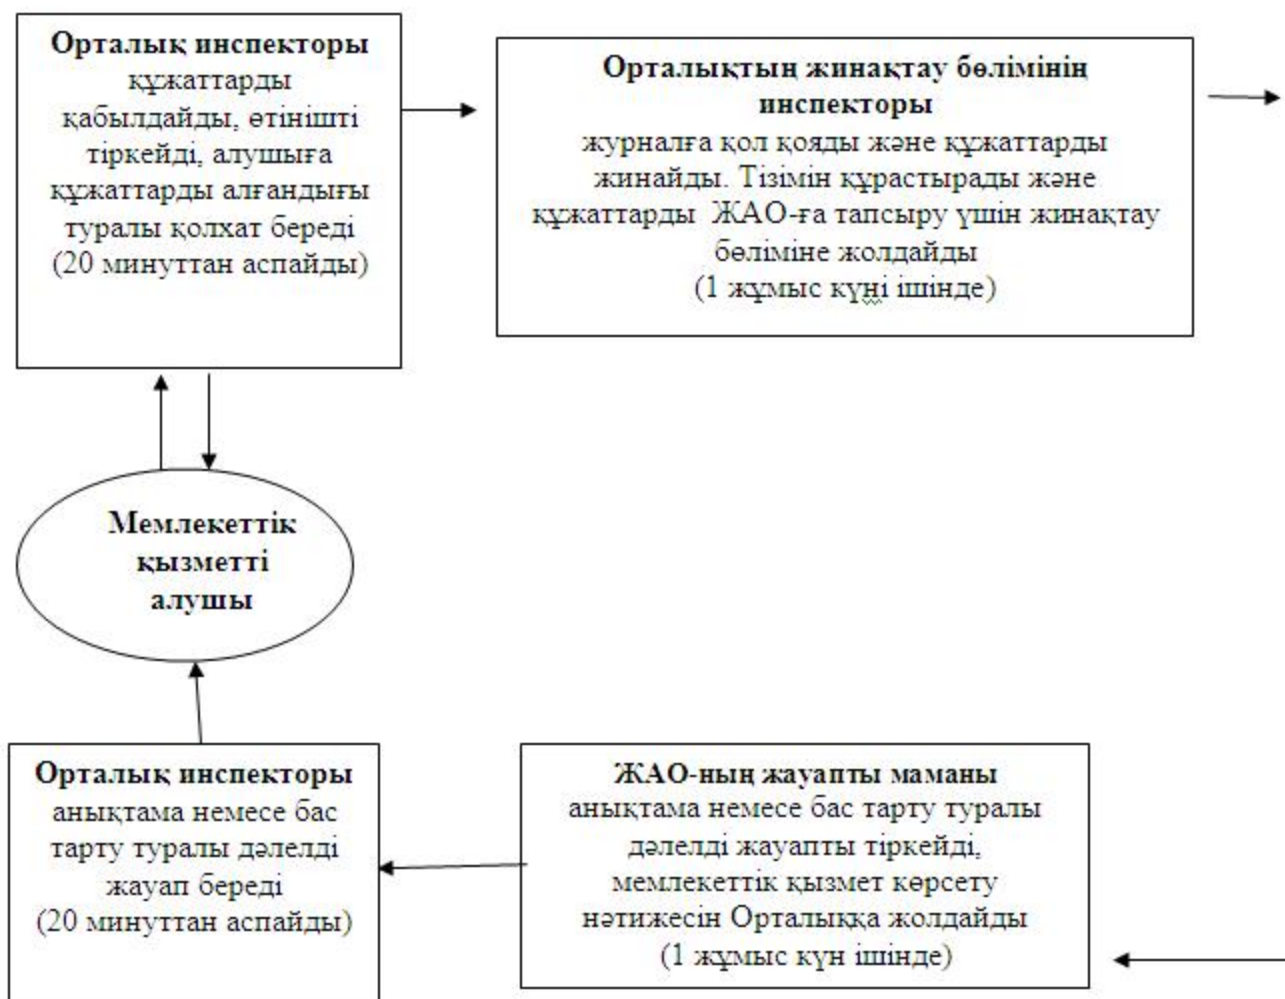 Орталық инспекторы
құжаттарды
қабылдайды, өтінішті
тіркейді, алушыға
құжаттарды алғандығы
туралы қолхат береді
(20 минуттан аспайды)
Орталықтың жинақтау бөлімінің
инспекторы
журналға қол қояды және құжаттарды
жинайды. Тізімін құрастырады және
құжаттарды ЖАО-ға тапсыру үшін жинақтау
бөліміне жолдайды
(1 жұмыс күңі ішінде)
Мемлекеттік
қызметті
алушы
Орталық инспекторы
анықтама немесе бас
тарту туралы дәлелді
жауап береді
(20 минуттан аспайды)
ЖАО-ның жауапты маманы
анықтама немесе бас тарту туралы
дәлелді жауапты тіркейді,
мемлекеттік қызмет көрсету
нәтижесін Орталыққа жолдайды
(1 жұмыс күн ішінде)